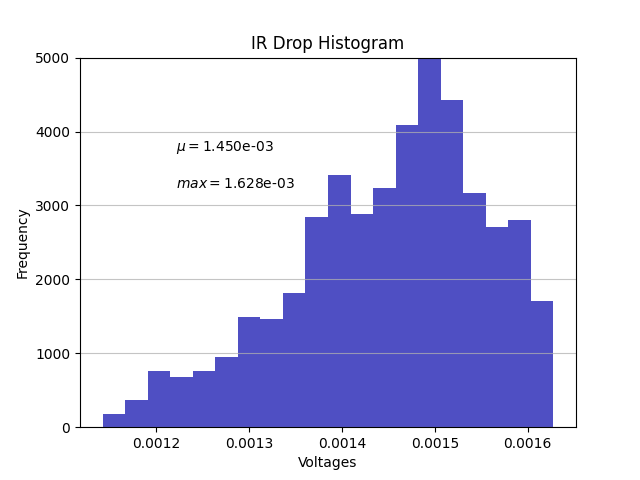 IR Drop Histogram
5000
4000
3000
2000
1000
0
Frequency
μ = 1.450e-03
max = 1.628e-03
0.0012 0.0013 0.0014 0.0015 0.0016
Voltages